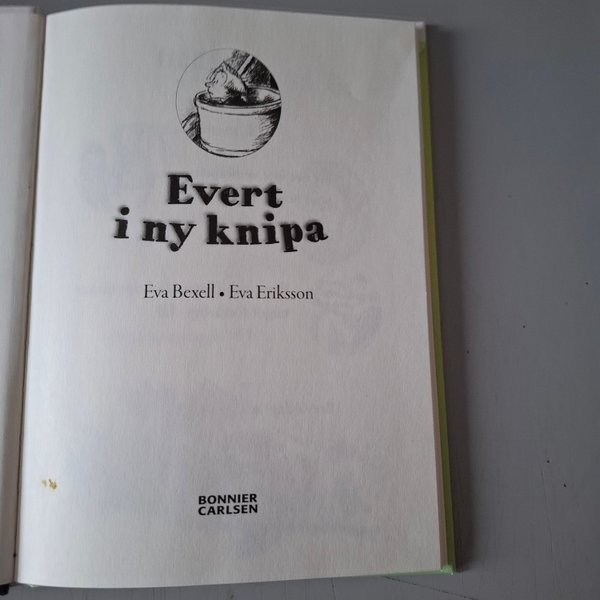 Evert
i ny knipa
Eva Bexell • Eva Eriksson
BONNIER
CARLSEN